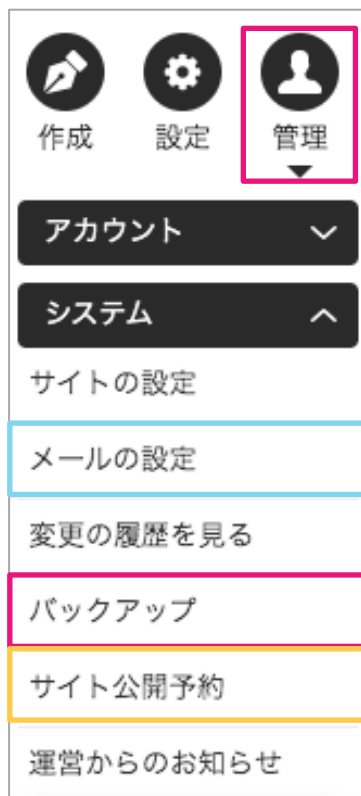 作成 設定 管理
アカウント
システム
サイトの設定
メールの設定
変更の履歴を見る
バックアップ
サイト公開予約
運営からのお知らせ